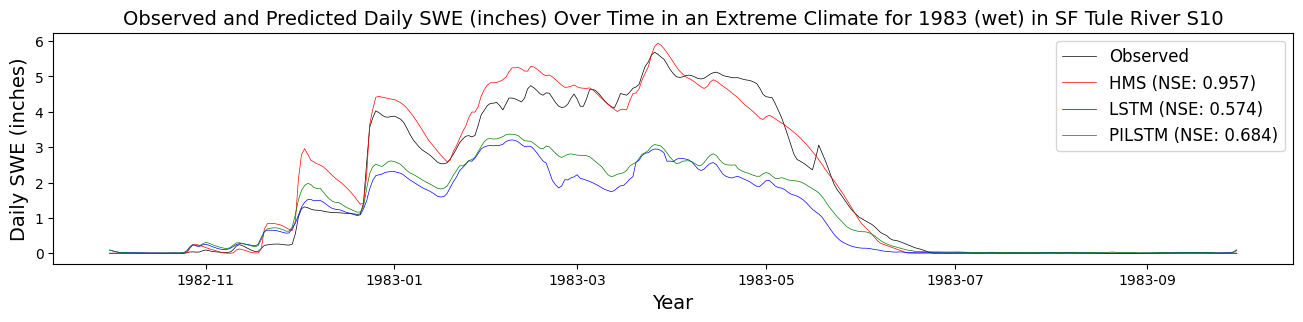 Observed and Predicted Daily SWE (inches) Over Time in an Extreme Climate for 1983 (wet) in SF Tule River S10
Daily SWE (inches)
6
5
4
3
2
1
0
Observed
HMS (NSE: 0.957)
LSTM (NSE: 0.574)
PILSTM (NSE: 0.684)
1982-11
1983-01
1983-03
1983-05
1983-07
1983-09
Year